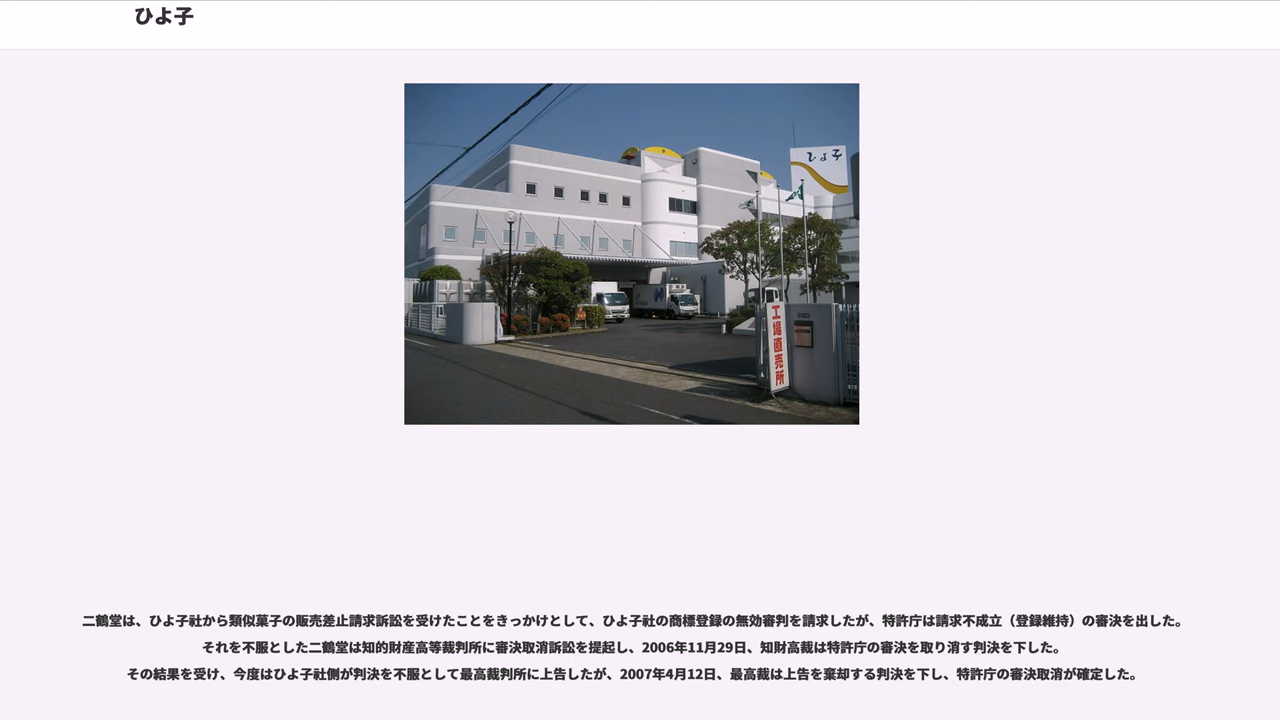 ひよ子
ひよ子
工場直売所
二鶴堂は、ひよ子社から類似菓子の販売差止請求訴訟を受けたことをきっかけとして、ひよ子社の商標登録の無効審判を請求したが、特許庁は請求不成立（登録維持）の審決を出した。
それを不服とした二鶴堂は知的財産高等裁判所に審決取消訴訟を提起し、2006年11月29日、知財高裁は特許庁の審決を取り消す判決を下した。
その結果を受け、今度はひよ子社側が判決を不服として最高裁判所に上告したが、2007年4月12日、最高裁は上告を棄却する判決を下し、特許庁の審決取消が確定した。